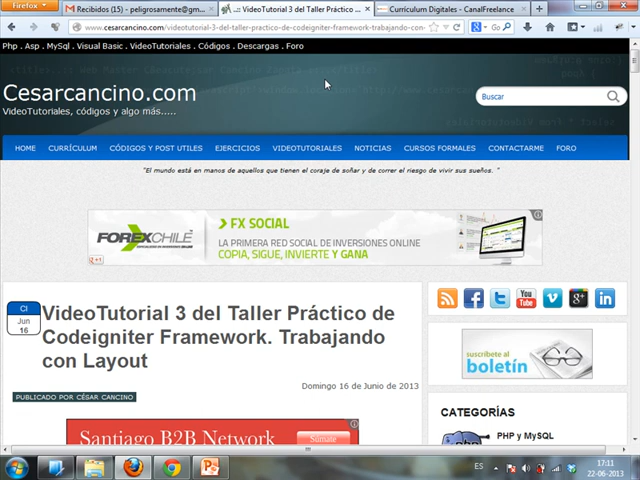 Firefox
Recibidos (15) - peligrosamente@gm...
..:: VideoTutorial 3 del Taller Práctico ...
Currículum Digitales - CanalFreelance
www.cesarcancino.com/videotutorial-3-del-taller-practico-de-codeigniter-framework-trabajando-con-
Go
Php . Asp . MySql . Visual Basic . VideoTutoriales . Códigos . Descargas . Foro
Cesarcancino.com
VideoTutoriales, códigos y algo más.....
Buscar
HOME CURRÍCULUM CÓDIGOS Y POST UTILES EJERCICIOS VIDEOTUTORIALES NOTICIAS CURSOS FORMALES CONTACTARME FORO
"El mundo está en manos de aquellos que tienen el coraje de soñar y de correr el riesgo de vivir sus sueños. "
FOREXCHILE
FX SOCIAL
LA PRIMERA RED SOCIAL DE INVERSIONES ONLINE
COPIA, SIGUE, INVIERTE Y GANA
g+1
CI
Jun
16
VideoTutorial 3 del Taller Práctico de
Codeigniter Framework. Trabajando
con Layout
Domingo 16 de Junio de 2013
PUBLICADO POR CÉSAR CANCINO
You
Tube
suscríbete al
boletín
CATEGORÍAS
PHP y MySQL
Santiago B2B Network
Súmate
ES
17:11
22-06-2013